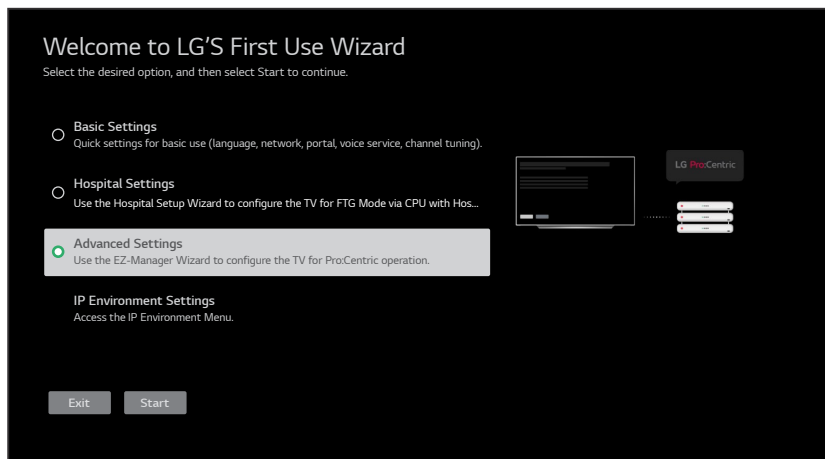 Welcome to LG'S First Use Wizard
Select the desired option, and then select Start to continue.
Basic Settings
Quick settings for basic use (language, network, portal, voice service, channel tuning).
Hospital Settings
Use the Hospital Setup Wizard to configure the TV for FTG Mode via CPU with Hos...
Advanced Settings
Use the EZ-Manager Wizard to configure the TV for Pro:Centric operation.
IP Environment Settings
Access the IP Environment Menu.
LG Pro:Centric
Exit
Start